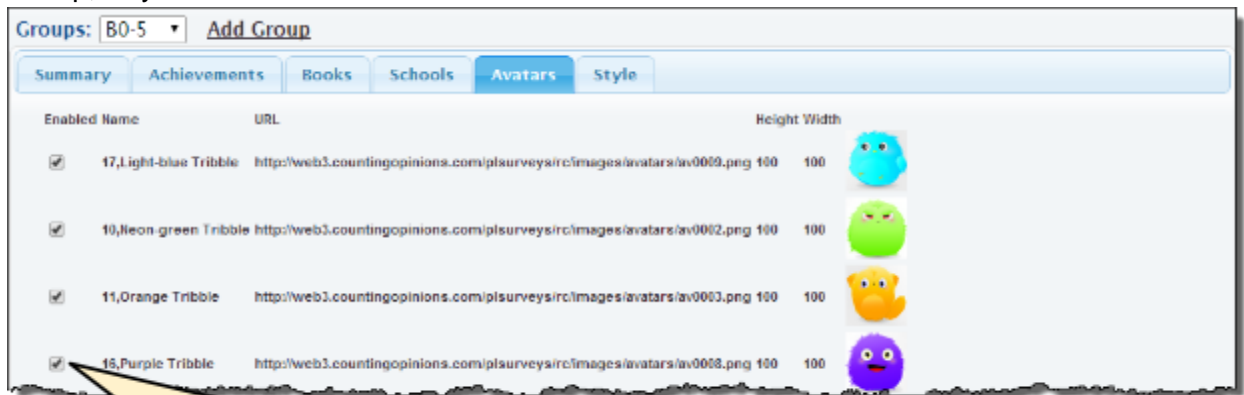 Groups: B0-5 Add Group
Summary Achievements Books Schools Avatars Style
Enabled Name URL Height Width
17,Light-blue Tribble http://web3.countingopinions.com/plsurveys/rc/images/avatars/av0009.png 100 100
10,Neon-green Tribble http://web3.countingopinions.com/plsurveys/rc/images/avatars/av0002.png 100 100
11,Orange Tribble http://web3.countingopinions.com/plsurveys/rc/images/avatars/av0003.png 100 100
16,Purple Tribble http://web3.countingopinions.com/plsurveys/rc/images/avatars/av0008.png 100 100